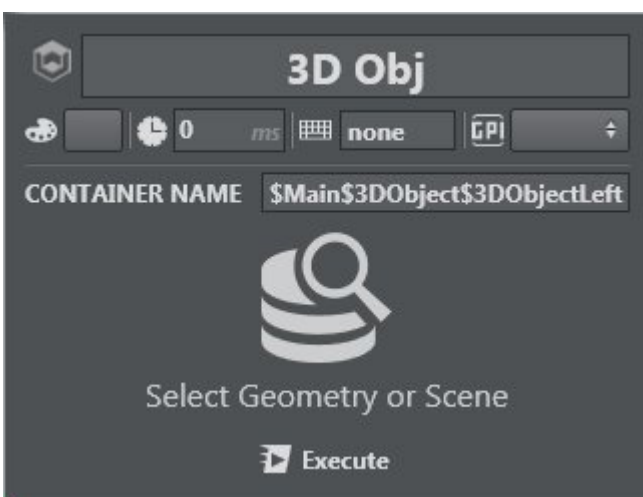 3D Obj
0 ms none GPI
CONTAINER NAME $Main$3DObject$3DObjectLeft
Select Geometry or Scene
Execute